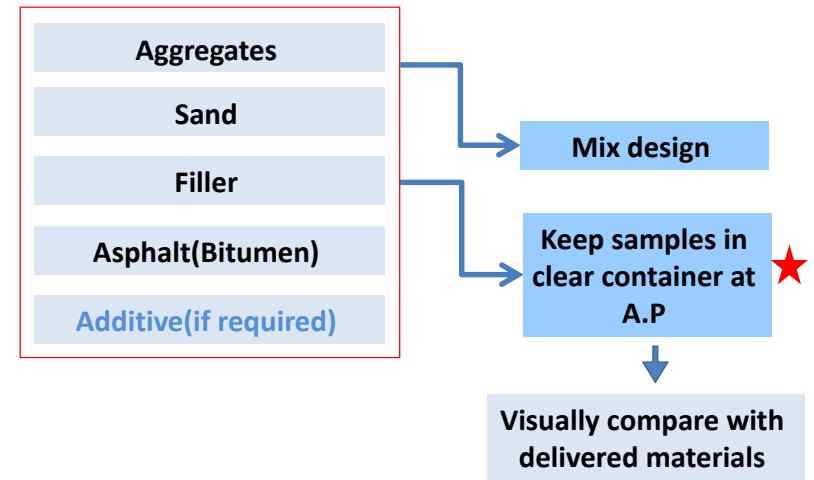 Aggregates
Sand
Filler
Asphalt(Bitumen)
Additive(if required)
Mix design
Keep samples in
clear container at
A.P
Visually compare with
delivered materials